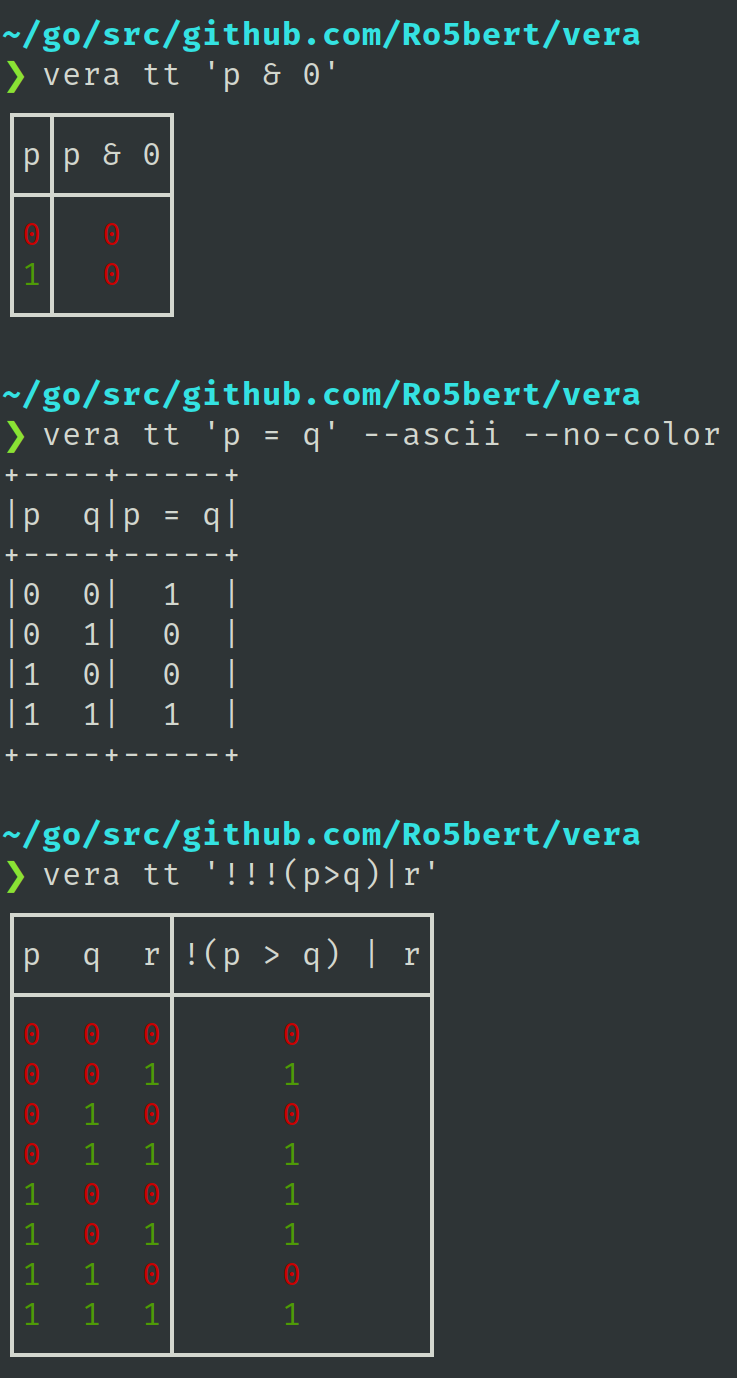 ~/go/src/github.com/Ro5bert/vera
❯ vera tt 'p & 0'
p p & 0
0 0
1 0
~/go/src/github.com/Ro5bert/vera
❯ vera tt 'p = q' --ascii --no-color
+----+-----+
|p  q|p = q|
+----+-----+
|0  0|  1  |
|0  1|  0  |
|1  0|  0  |
|1  1|  1  |
+----+-----+
~/go/src/github.com/Ro5bert/vera
❯ vera tt '!!!(p>q)|r'
p q r !(p > q) | r
0 0 0 0
0 0 1 1
0 1 0 0
0 1 1 1
1 0 0 1
1 0 1 1
1 1 0 0
1 1 1 1